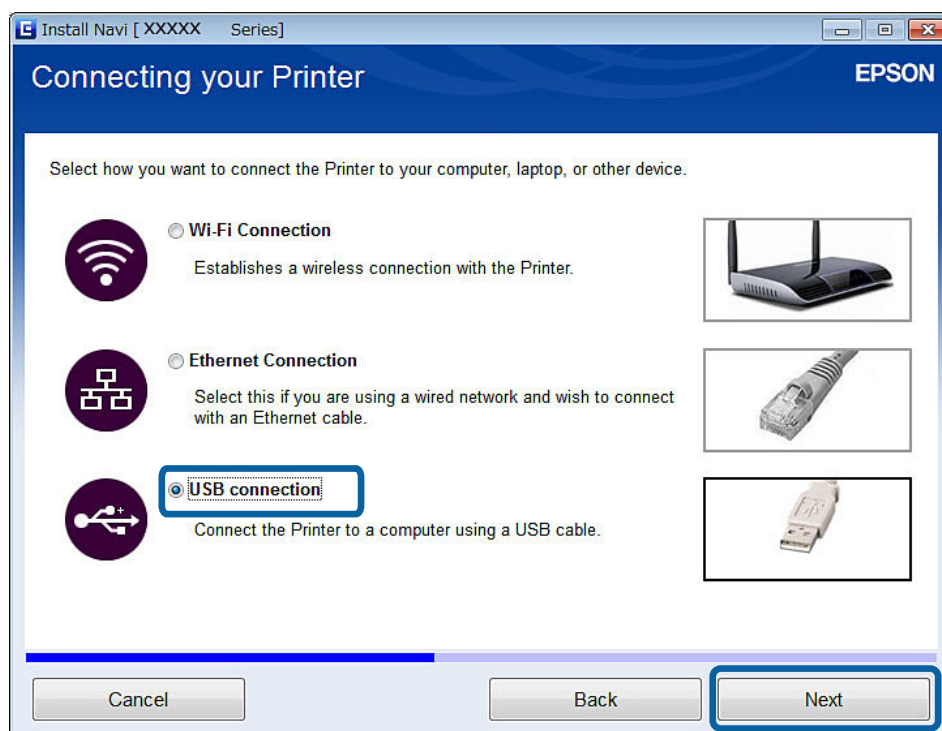 Install Navi [ XXXXX Series]
Connecting your Printer
EPSON
Select how you want to connect the Printer to your computer, laptop, or other device.
Wi-Fi Connection
Establishes a wireless connection with the Printer.
Ethernet Connection
Select this if you are using a wired network and wish to connect
with an Ethernet cable.
USB connection
Connect the Printer to a computer using a USB cable.
Cancel
Back
Next